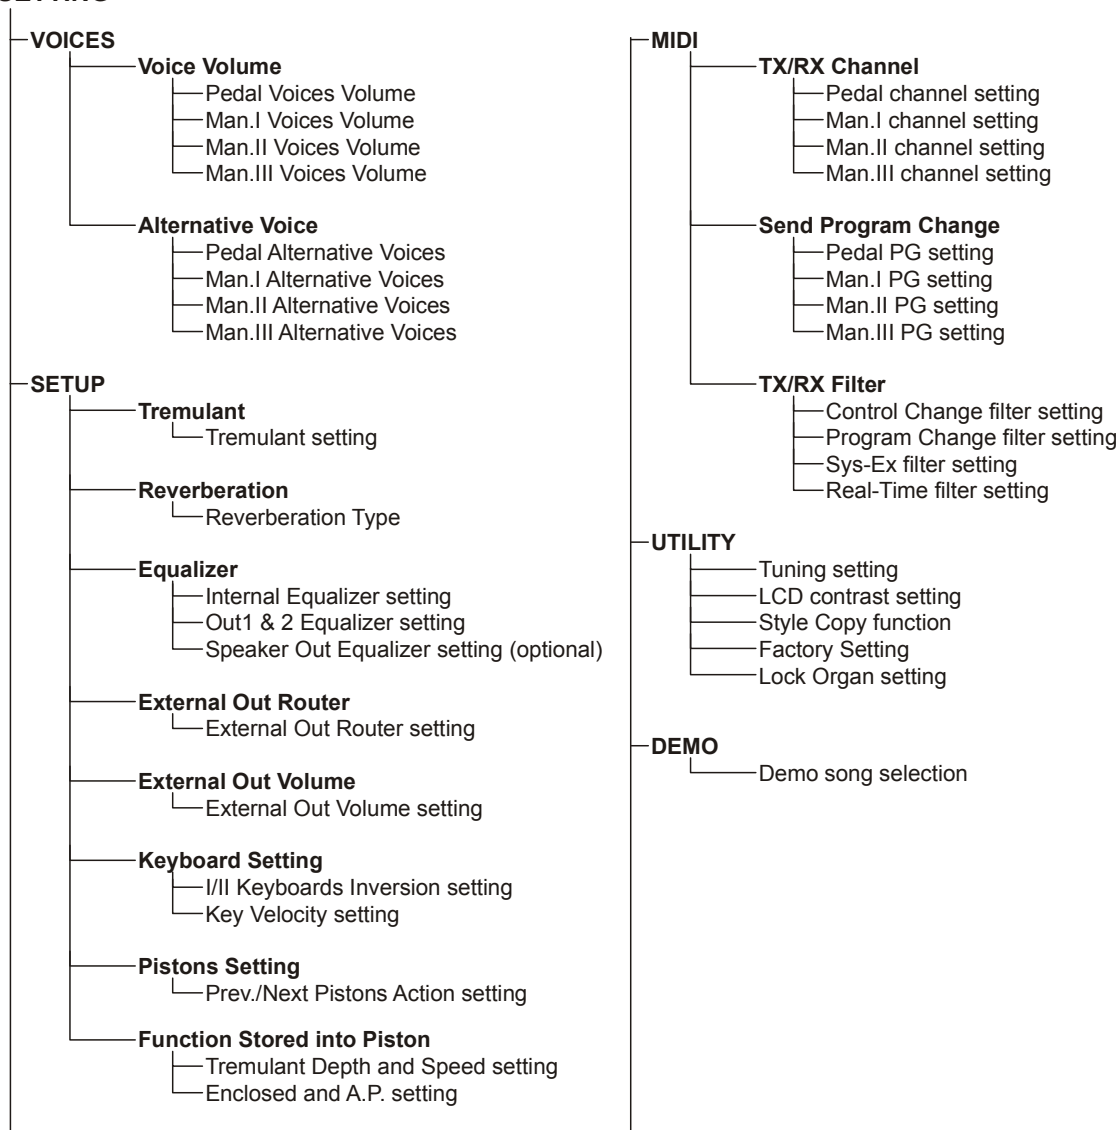 VOICES
Voice Volume
Pedal Voices Volume
Man.I Voices Volume
Man.II Voices Volume
Man.III Voices Volume
Alternative Voice
Pedal Alternative Voices
Man.I Alternative Voices
Man.II Alternative Voices
Man.III Alternative Voices
SETUP
Tremulant
Tremulant setting
Reverberation
Reverberation Type
Equalizer
Internal Equalizer setting
Out1 & 2 Equalizer setting
Speaker Out Equalizer setting (optional)
External Out Router
External Out Router setting
External Out Volume
External Out Volume setting
Keyboard Setting
I/II Keyboards Inversion setting
Key Velocity setting
Pistons Setting
Prev./Next Pistons Action setting
Function Stored into Piston
Tremulant Depth and Speed setting
Enclosed and A.P. setting
MIDI
TX/RX Channel
Pedal channel setting
Man.I channel setting
Man.II channel setting
Man.III channel setting
Send Program Change
Pedal PG setting
Man.I PG setting
Man.II PG setting
Man.III PG setting
TX/RX Filter
Control Change filter setting
Program Change filter setting
Sys-Ex filter setting
Real-Time filter setting
UTILITY
Tuning setting
LCD contrast setting
Style Copy function
Factory Setting
Lock Organ setting
DEMO
Demo song selection